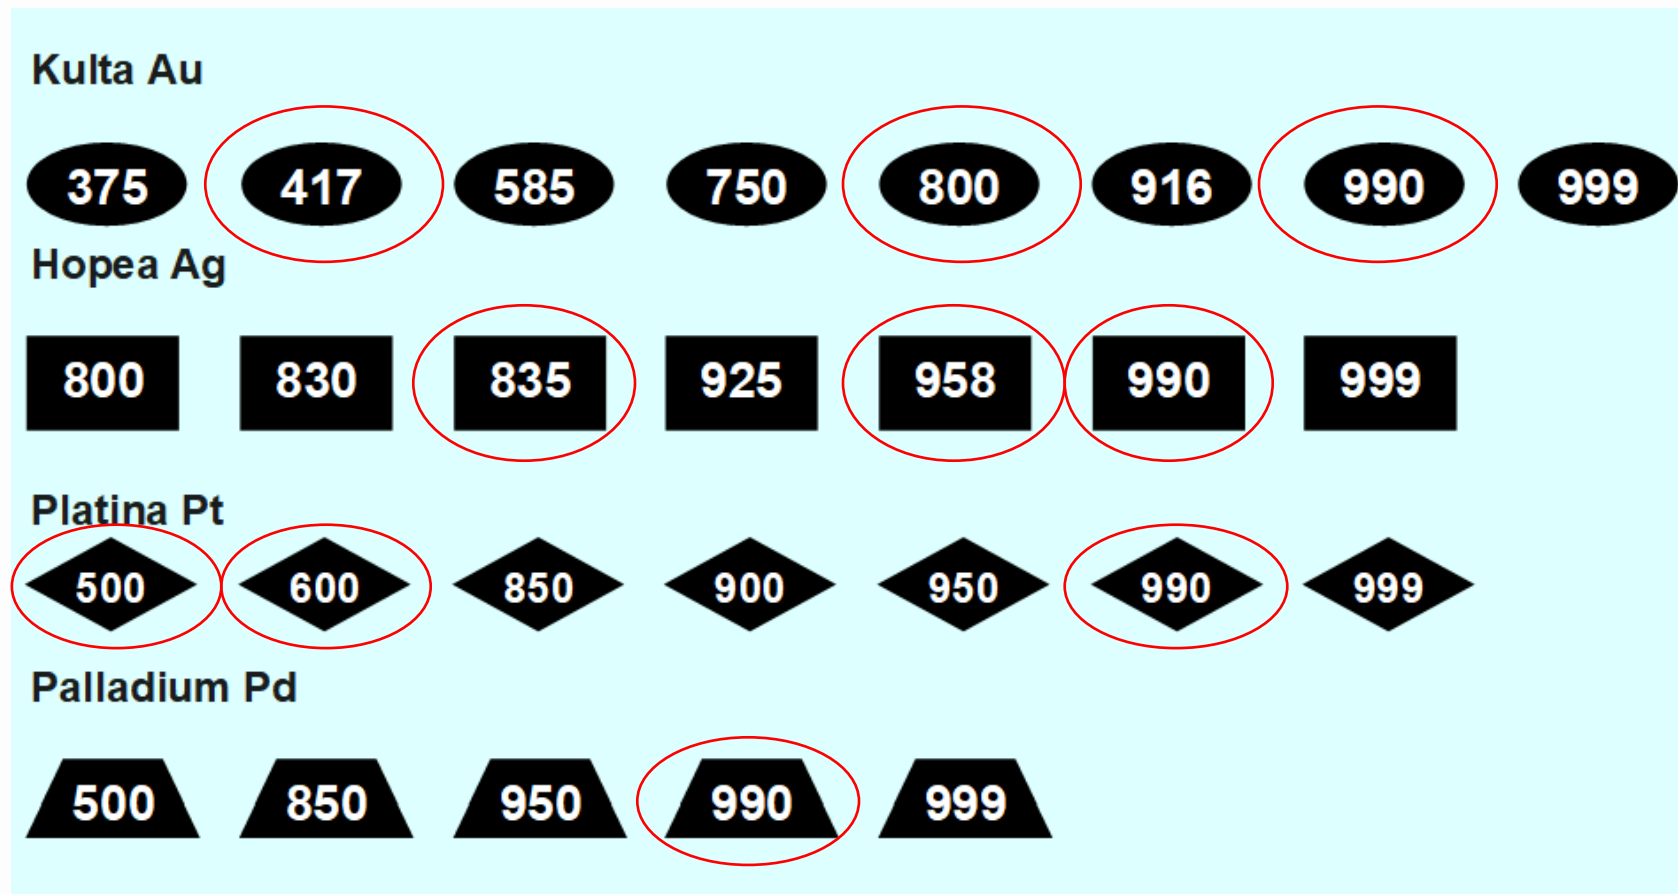 Kulta Au
375 417 585 750 800 916 990 999
Hopea Ag
800 830 835 925 958 990 999
Platina Pt
500 600 850 900 950 990 999
Palladium Pd
500 850 950 990 999